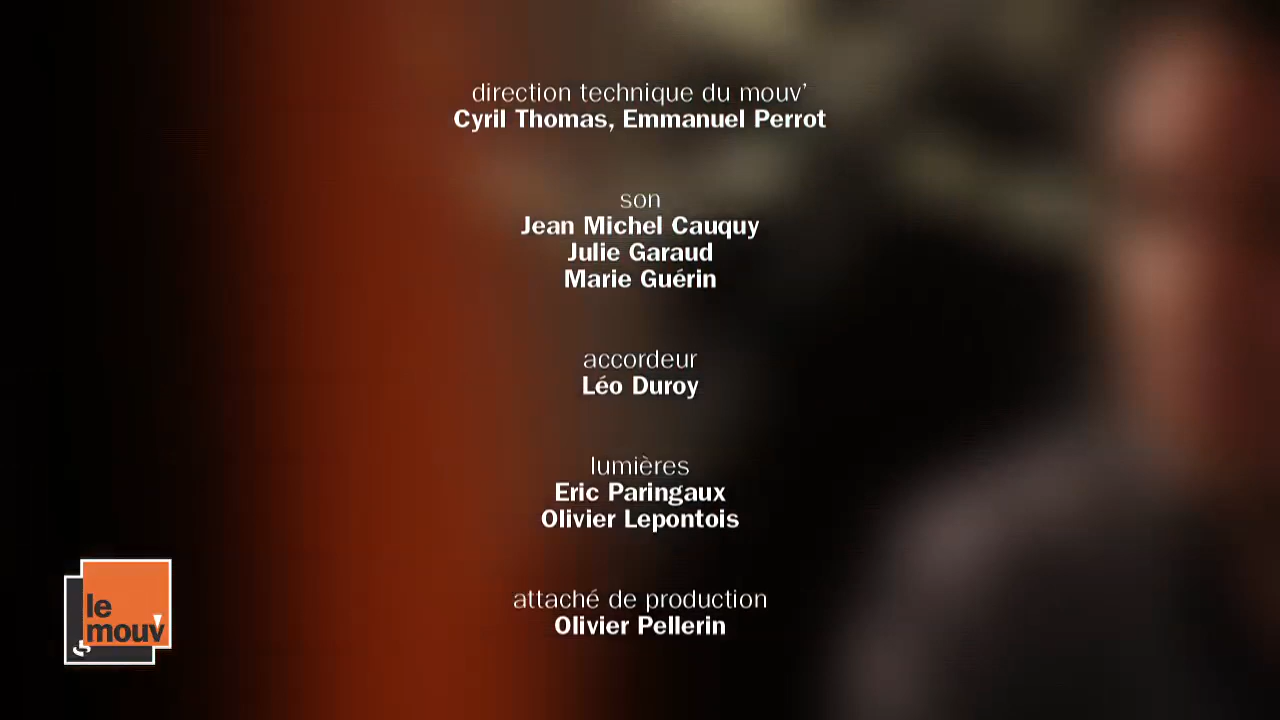 direction technique du mouv’
Cyril Thomas, Emmanuel Perrot
son
Jean Michel Cauquy
Julie Garaud
Marie Guérin
accordeur
Léo Duroy
lumières
Eric Paringaux
Olivier Lepontois
attaché de production
Olivier Pellerin
le
mouv'